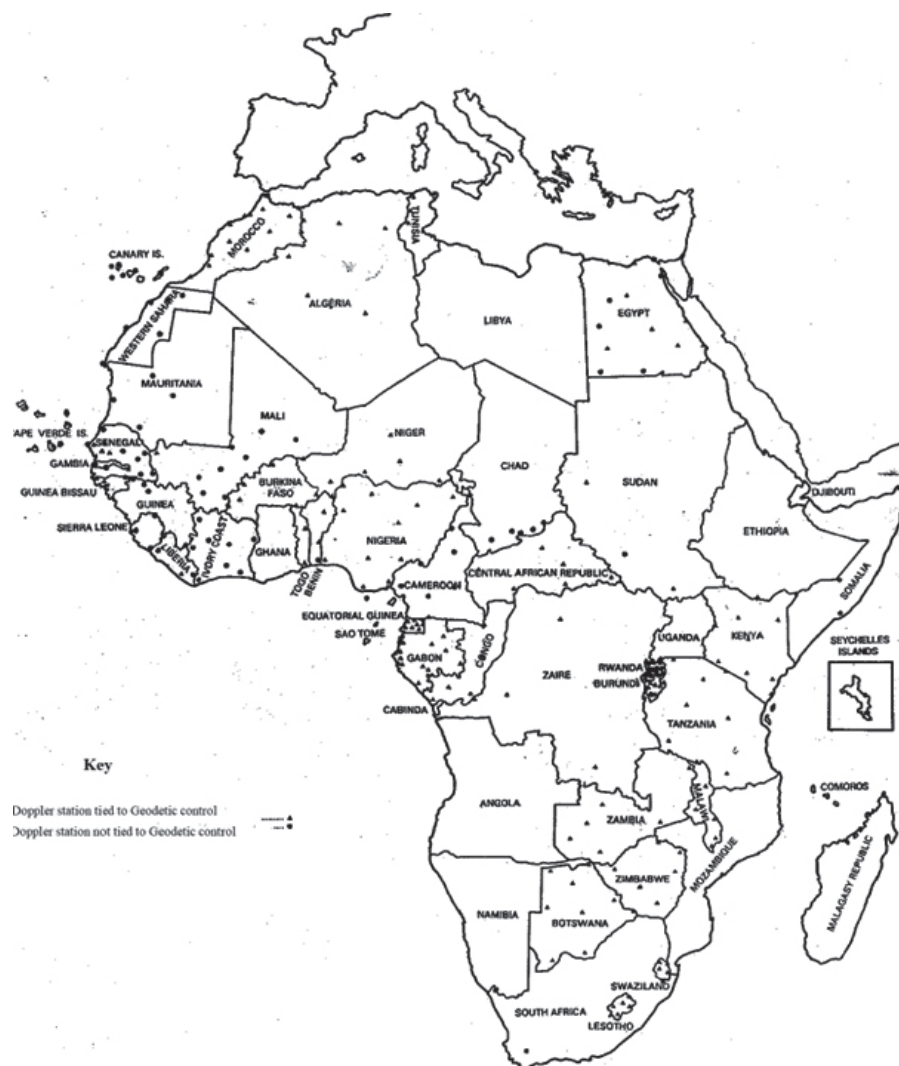 TUNISIA
MOROCCO
CANARY IS.
ALGERIA
LIBYA
EGYPT
WESTERN SAHARA
MAURITANIA
MALI
NIGER
CHAD
SUDAN
APE VERDE IS.
SENEGAL
GAMBIA
GUINEA BISSAU
GUINEA
BURKINA
FASO
DJIBOUTI
SIERRA LEONE
LIBERIA
IVORY COAST
GHANA
TOGO
BENIN
NIGERIA
ETHIOPIA
CAMEROON
CENTRAL AFRICAN REPUBLIC
SOMALIA
EQUATORIAL GUINEA
SAO TOME
GABON
CONGO
ZAIRE
UGANDA
KENYA
RWANDA
BURUNDI
SEYCHELLES
ISLANDS
CABINDA
TANZANIA
Key
Doppler station tied to Geodetic control
Doppler station not tied to Geodetic control
ANGOLA
ZAMBIA
MALAWI
COMOROS
MOZAMBIQUE
MALAGASY REPUBLIC
ZIMBABWE
NAMIBIA
BOTSWANA
SWAZILAND
SOUTH AFRICA
LESOTHO